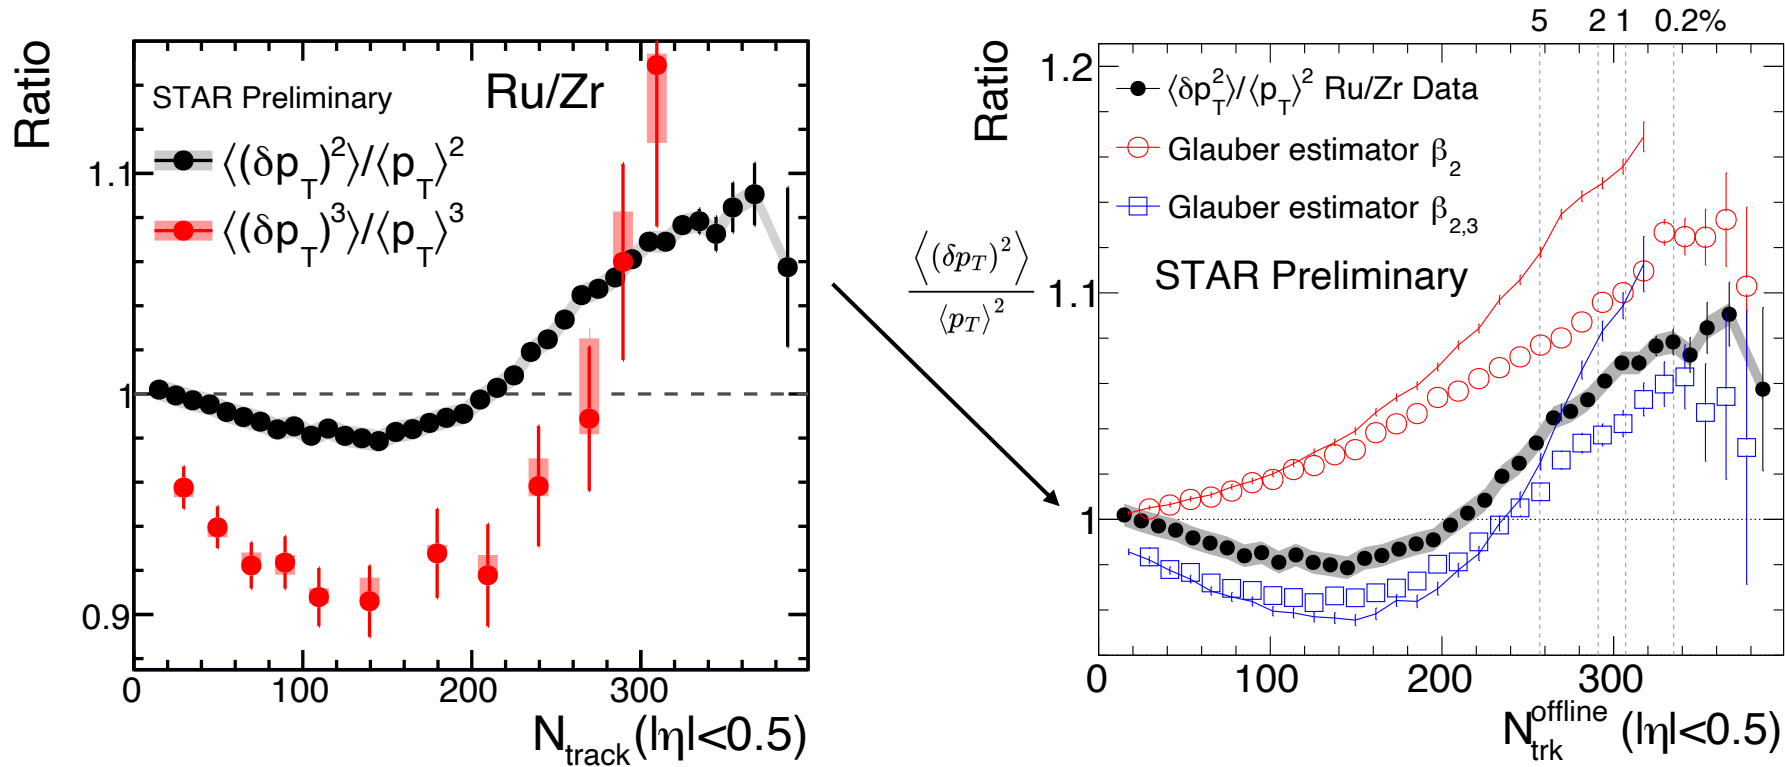 Ratio
STAR Preliminary
Ru/Zr
⟨(δp_T)^2⟩/⟨p_T⟩^2
⟨(δp_T)^3⟩/⟨p_T⟩^3
1.1
1
0.9
0 100 200 300
N_track(|η|<0.5)
⟨(δp_T)^2⟩
⟨p_T⟩^2
5 2 1 0.2%
Ratio
1.2
⟨δp_T^2⟩/⟨p_T⟩^2 Ru/Zr Data
Glauber estimator β_2
Glauber estimator β_2,3
STAR Preliminary
1.1
1
0 100 200 300
N_trk^offline (|η|<0.5)